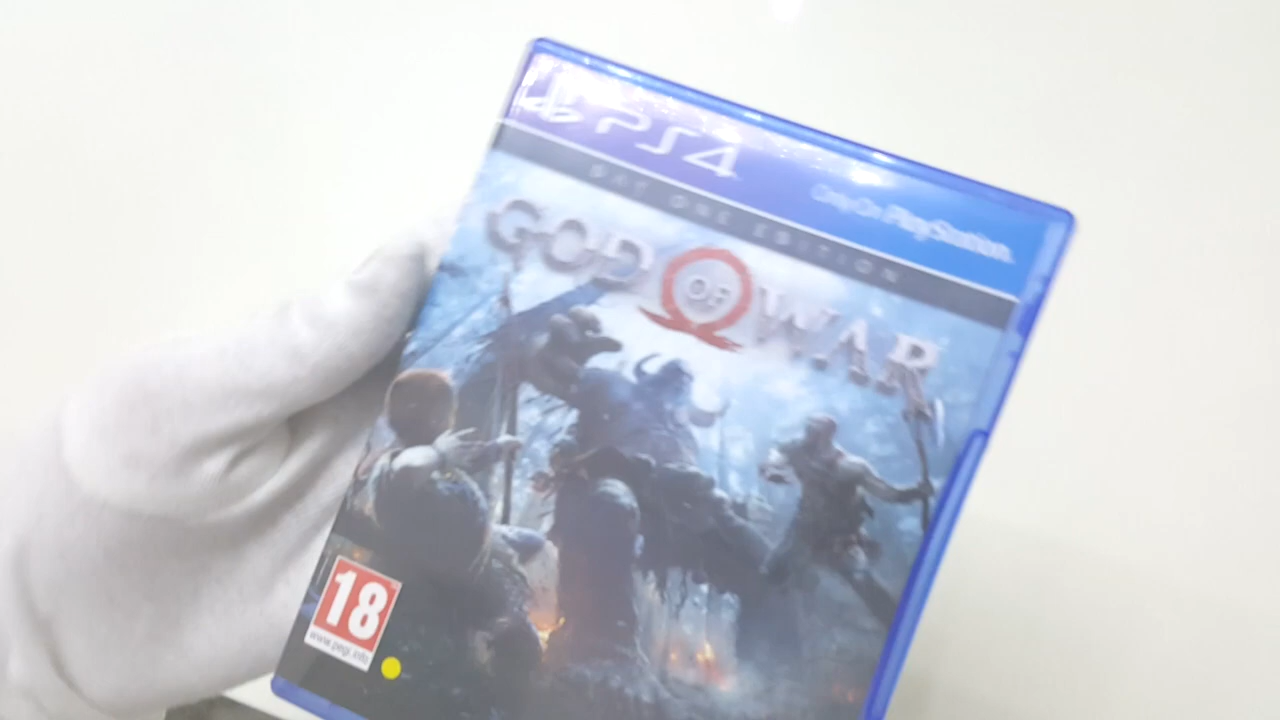 PS4
Only On PlayStation
DAY ONE EDITION
GOD OF WAR
18
www.pegi.info